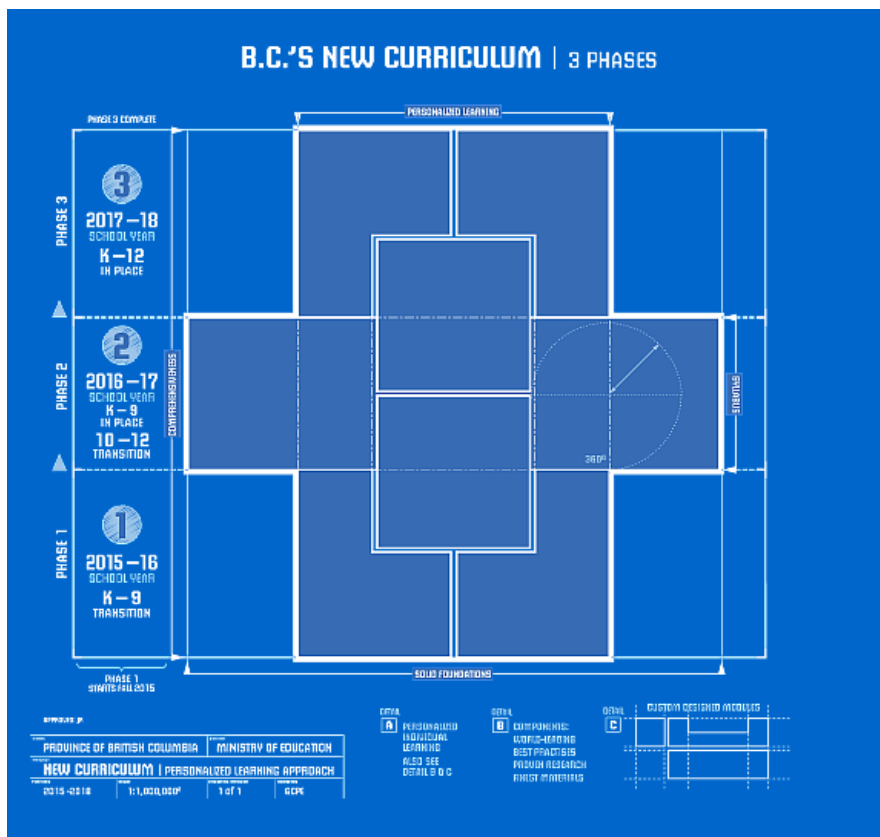 B.C.'S NEW CURRICULUM | 3 PHASES
PERSONALIZED LEARNING
PHASE 3 COMPLETE
PHASE 3
3
2017–18
SCHOOL YEAR
K–12
IN PLACE
PHASE 2
2
2016–17
SCHOOL YEAR
K–9
IN PLACE
10–12
TRANSITION
COMPREHENSIVENESS
SYLLABUS
360°
PHASE 1
1
2015–16
SCHOOL YEAR
K–9
TRANSITION
PHASE 1
STARTS FALL 2015
SOLID FOUNDATIONS
PROVINCE OF BRITISH COLUMBIA
MINISTRY OF EDUCATION
NEW CURRICULUM | PERSONALIZED LEARNING APPROACH
2015-2018
1 of 1
GCPE
DETAIL
A
PERSONALIZED
INDIVIDUAL
LEARNING
ALSO SEE
DETAIL B & C
DETAIL
B
COMPONENTS:
WORLD-LEADING
BEST PRACTISES
PROVEN RESEARCH
MATERIALS
DETAIL
C
CUSTOM DESIGNED MODULES